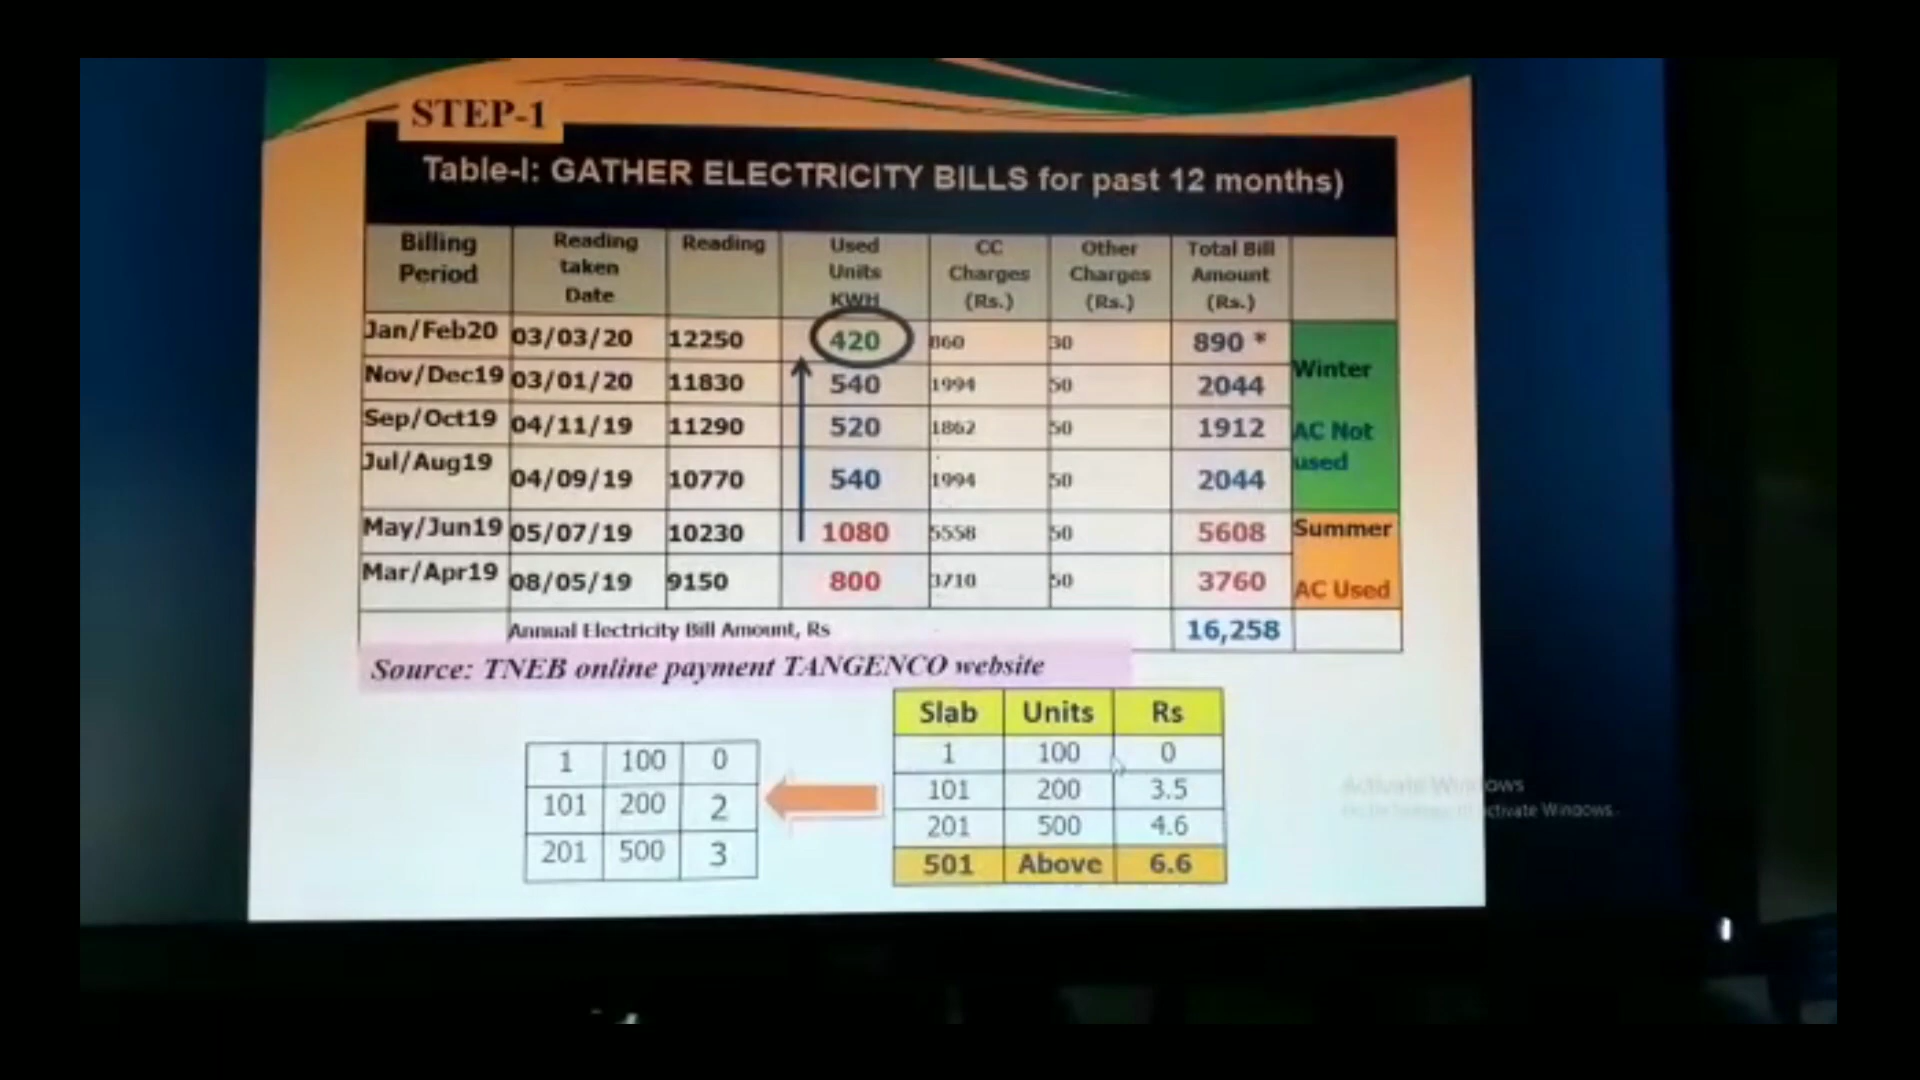 STEP-1
Table-I: GATHER ELECTRICITY BILLS for past 12 months)
Billing Period Reading taken Date Reading Used Units KWH CC Charges (Rs.) Other Charges (Rs.) Total Bill Amount (Rs.)
Jan/Feb20 03/03/20 12250 420 860 30 890 *
Nov/Dec19 03/01/20 11830 540 1994 50 2044
Sep/Oct19 04/11/19 11290 520 1862 50 1912
Jul/Aug19 04/09/19 10770 540 1994 50 2044
Winter
AC Not
used
May/Jun19 05/07/19 10230 1080 5558 50 5608 Summer
Mar/Apr19 08/05/19 9150 800 3710 50 3760 AC Used
Annual Electricity Bill Amount, Rs 16,258
Source: TNEB online payment TANGENCO website
1 100 0
101 200 2
201 500 3
Slab Units Rs
1 100 0
101 200 3.5
201 500 4.6
501 Above 6.6
Activate Windows
activate Windows.